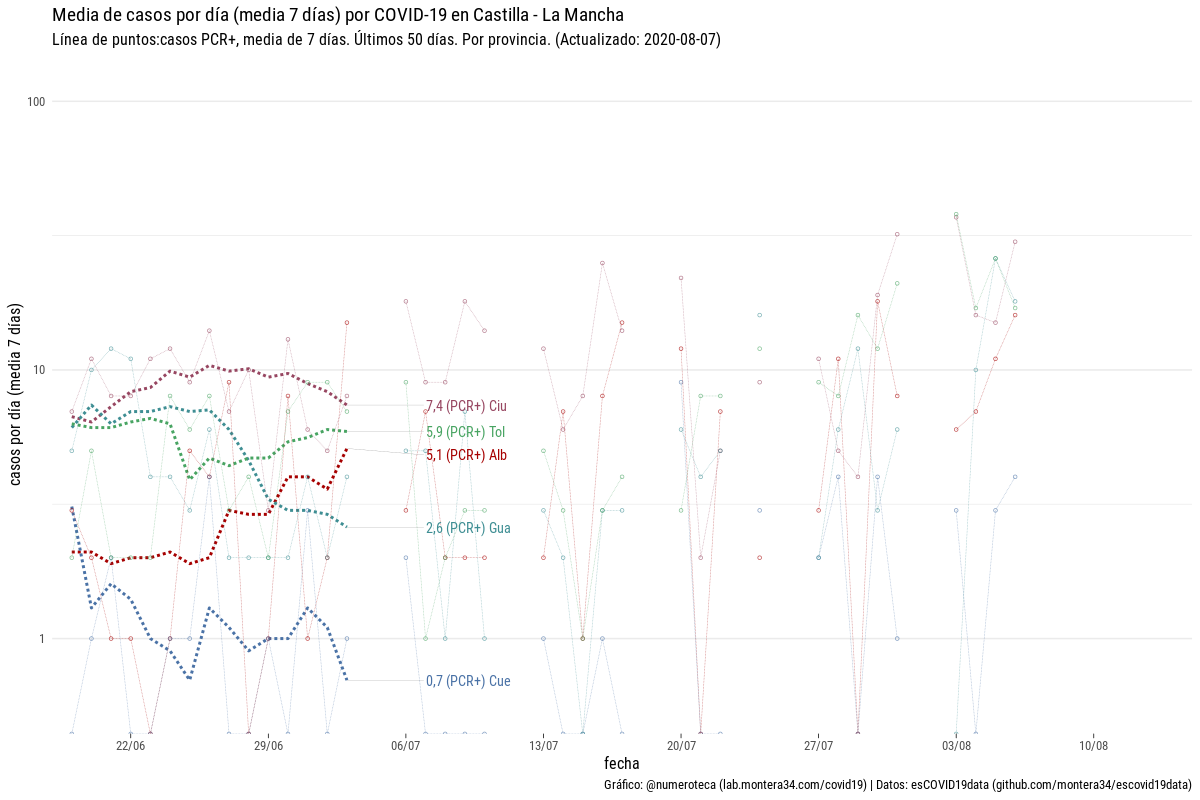 Media de casos por día (media 7 días) por COVID-19 en Castilla - La Mancha
Línea de puntos:casos PCR+, media de 7 días. Últimos 50 días. Por provincia. (Actualizado: 2020-08-07)
casos por día (media 7 días)
100
10
1
7,4 (PCR+) Ciu
5,9 (PCR+) Tol
5,1 (PCR+) Alb
2,6 (PCR+) Gua
0,7 (PCR+) Cue
22/06
29/06
06/07
13/07
20/07
27/07
03/08
10/08
fecha
Gráfico: @numeroteca (lab.montera34.com/covid19) | Datos: esCOVID19data (github.com/montera34/escovid19data)